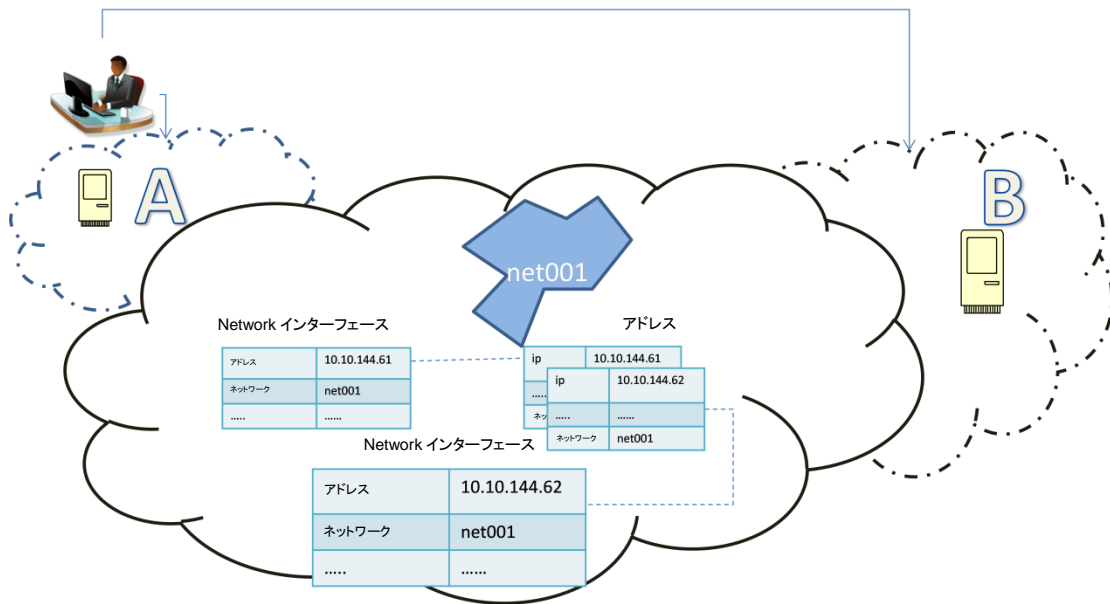 A
B
net001
Network インターフェース
アドレス 10.10.144.61
ネットワーク net001
..... ......
アドレス
ip 10.10.144.61
.....
ip 10.10.144.62
..... ......
ネットワーク net001
Network インターフェース
アドレス 10.10.144.62
ネットワーク net001
..... ......